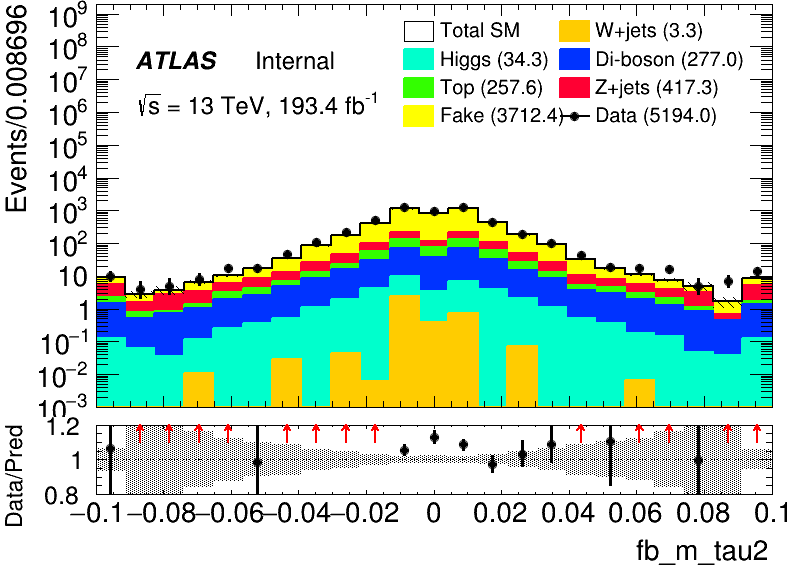 Events/0.008696
10⁹
10⁸
10⁷
10⁶
10⁵
10⁴
10³
10²
10
1
10⁻¹
10⁻²
10⁻³
ATLAS Internal
√s = 13 TeV, 193.4 fb⁻¹
Total SM
W+jets (3.3)
Higgs (34.3)
Di-boson (277.0)
Top (257.6)
Z+jets (417.3)
Fake (3712.4)
Data (5194.0)
Data/Pred
1.2
1
0.8
−0.1 −0.08 −0.06 −0.04 −0.02 0 0.02 0.04 0.06 0.08 0.1
fb_m_tau2